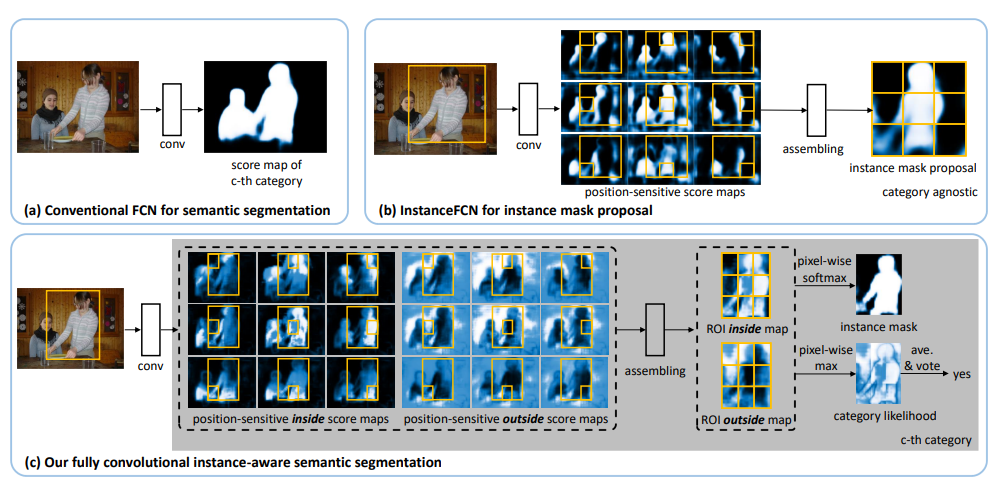 conv
score map of
c-th category
(a) Conventional FCN for semantic segmentation
conv
position-sensitive score maps
assembling
instance mask proposal
category agnostic
(b) InstanceFCN for instance mask proposal
conv
position-sensitive inside score maps
position-sensitive outside score maps
assembling
ROI inside map
ROI outside map
pixel-wise
softmax
instance mask
pixel-wise
max
ave.
& vote
yes
category likelihood
c-th category
(c) Our fully convolutional instance-aware semantic segmentation